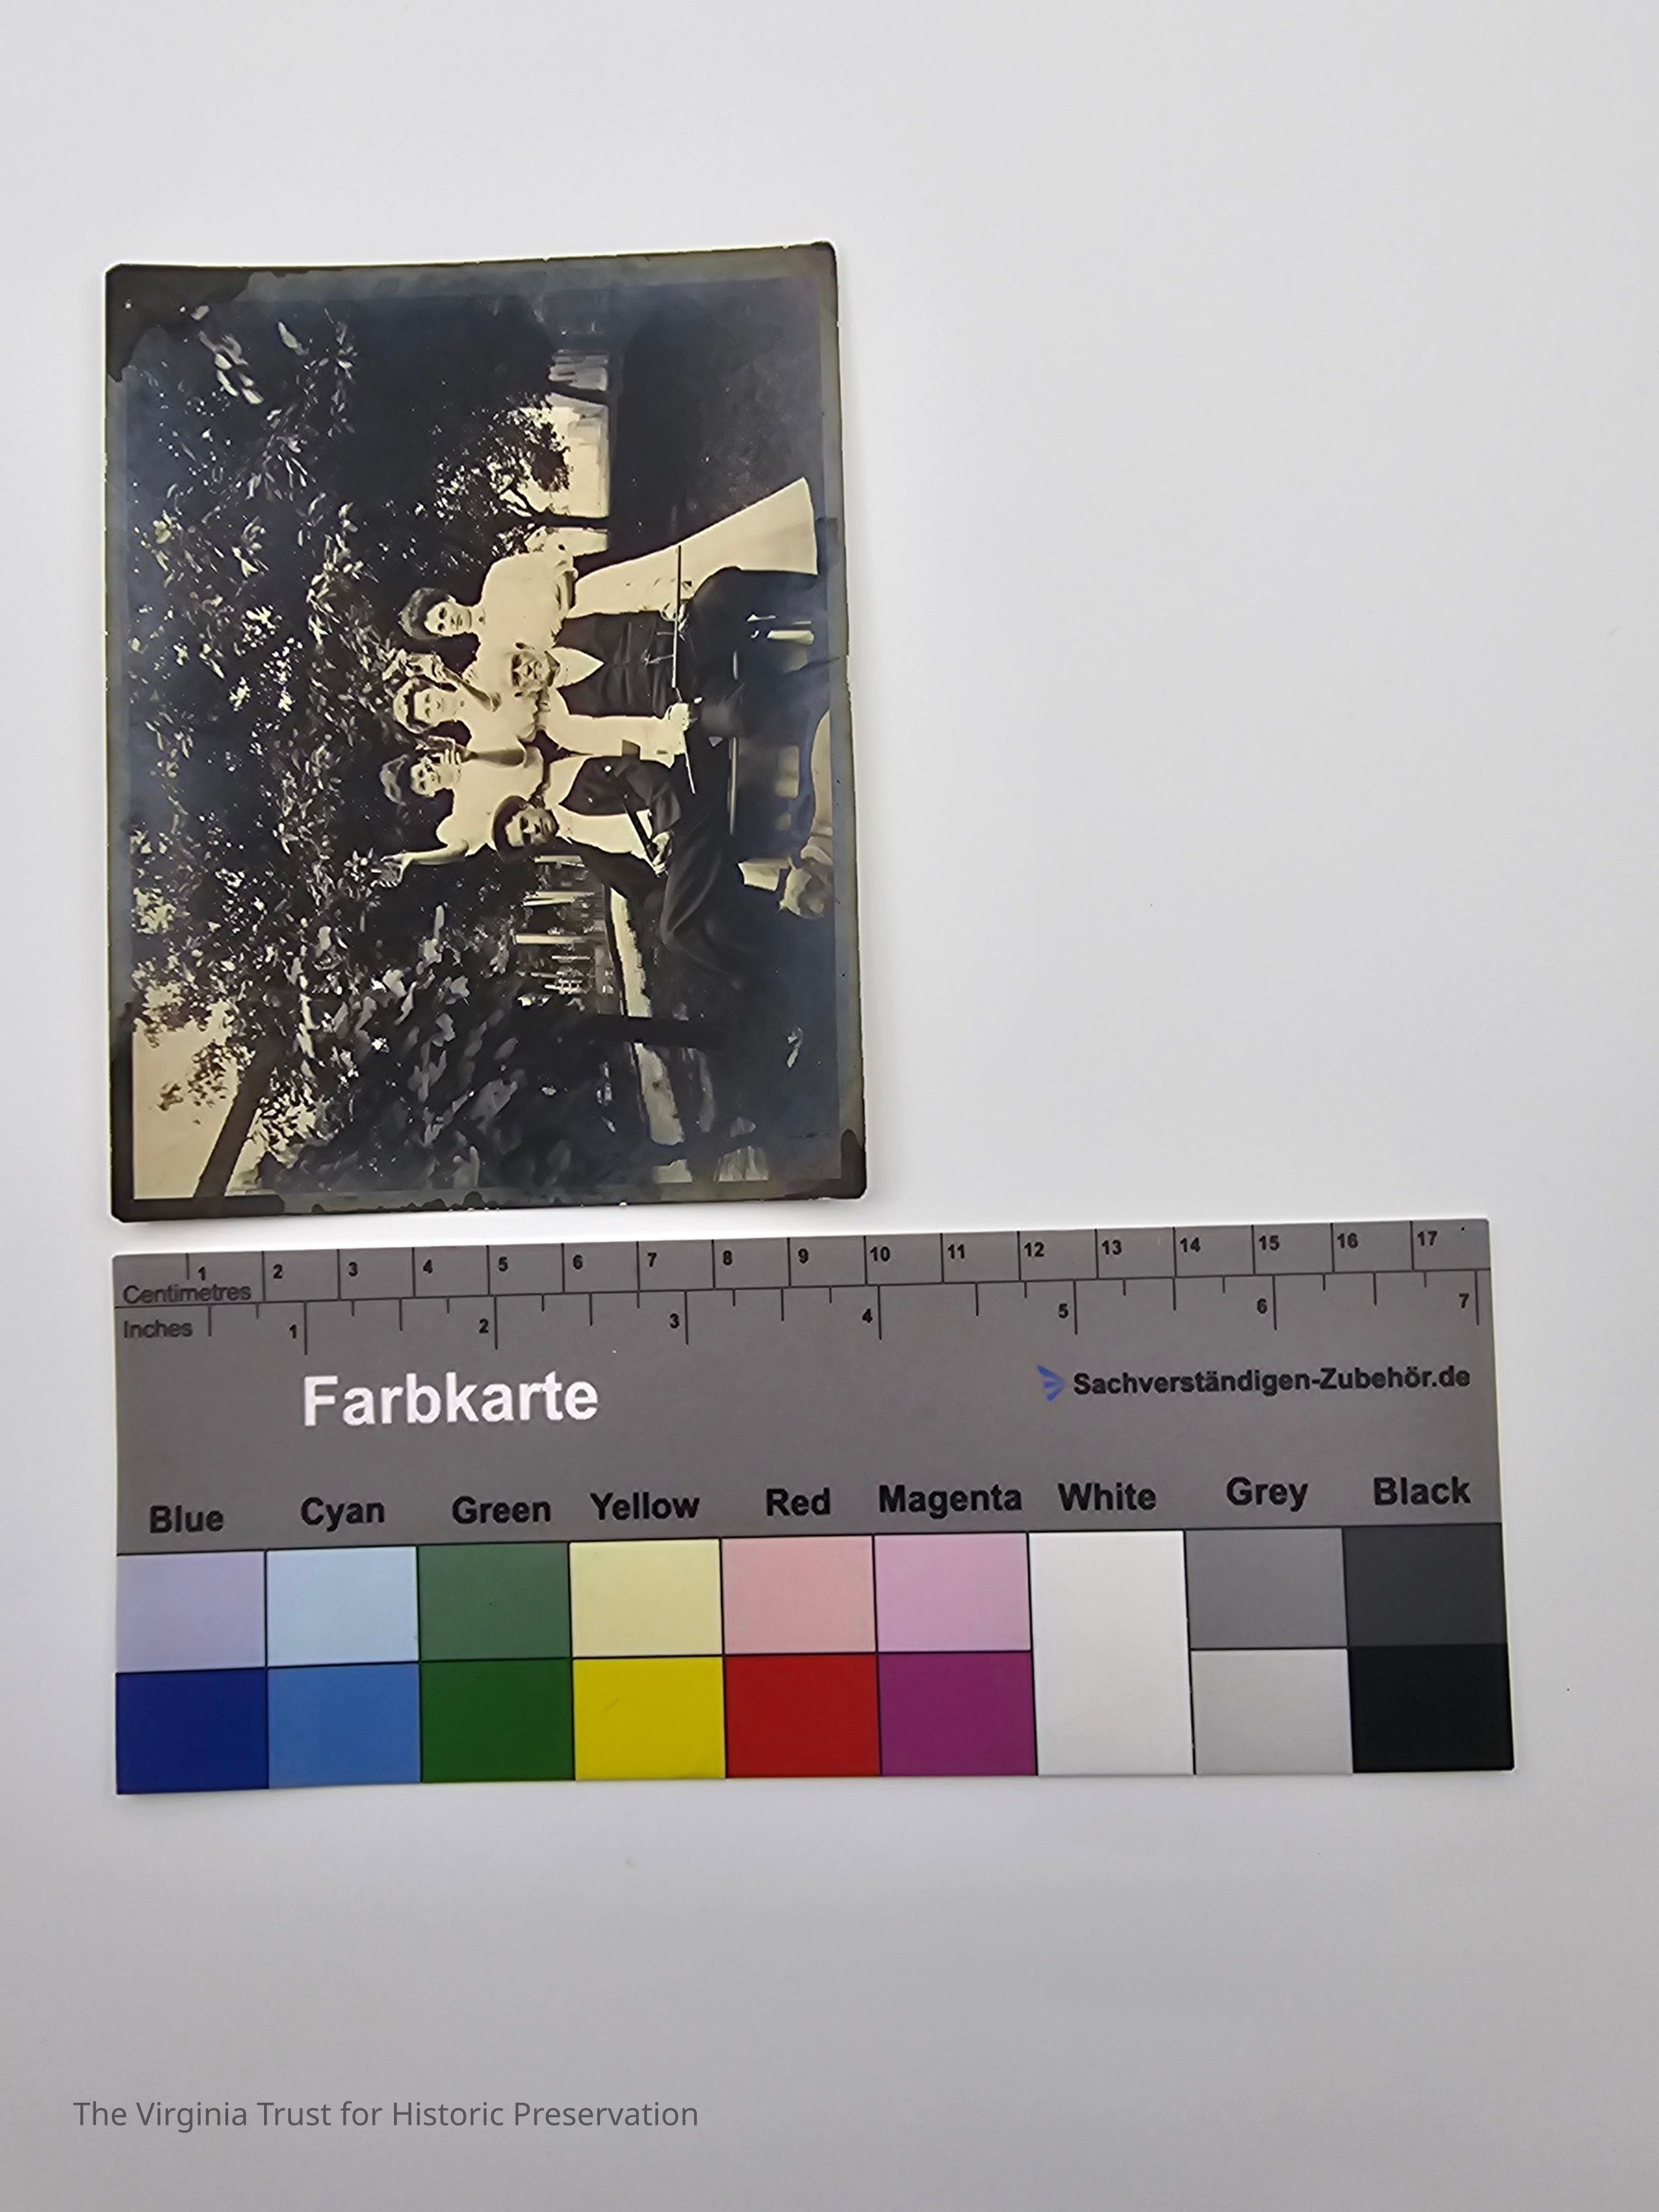 1 2 3 4 5 6 7 8 9 10 11 12 13 14 15 16 17
Centimetres
Inches 1 2 3 4 5 6 7
Farbkarte
Sachverständigen-Zubehör.de
Blue Cyan Green Yellow Red Magenta White Grey Black
The Virginia Trust for Historic Preservation